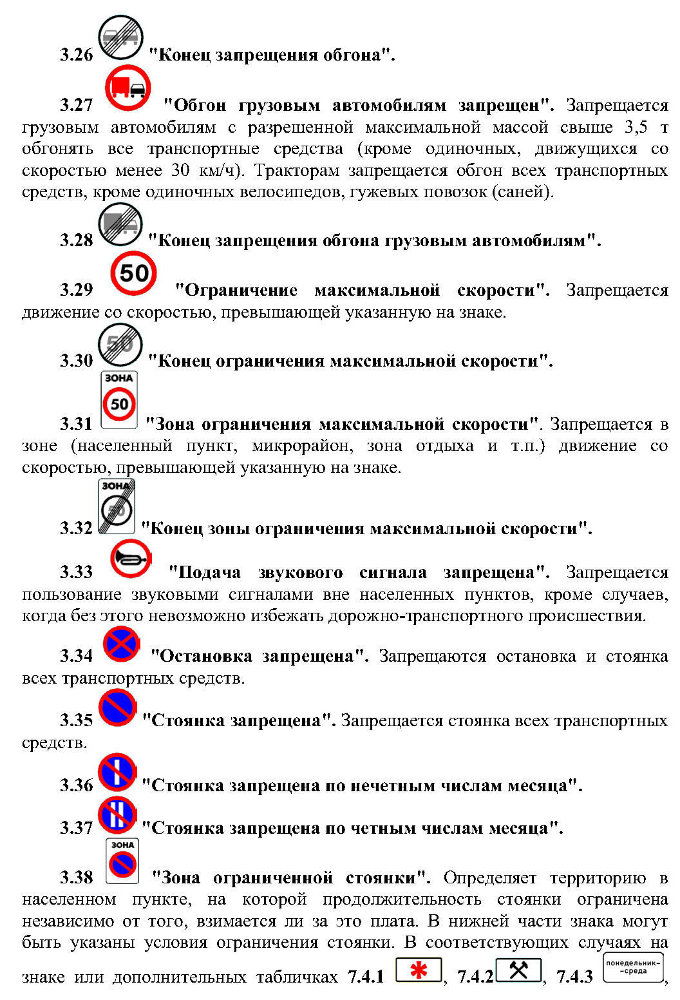 3.26 "Конец запрещения обгона".
3.27 "Обгон грузовым автомобилям запрещен". Запрещается
грузовым автомобилям с разрешенной максимальной массой свыше 3,5 т
обгонять все транспортные средства (кроме одиночных, движущихся со
скоростью менее 30 км/ч). Тракторам запрещается обгон всех транспортных
средств, кроме одиночных велосипедов, гужевых повозок (саней).
3.28 "Конец запрещения обгона грузовым автомобилям".
50
3.29 "Ограничение максимальной скорости". Запрещается
движение со скоростью, превышающей указанную на знаке.
50
3.30 "Конец ограничения максимальной скорости".
ЗОНА
50
3.31 "Зона ограничения максимальной скорости". Запрещается в
зоне (населенный пункт, микрорайон, зона отдыха и т.п.) движение со
скоростью, превышающей указанную на знаке.
ЗОНА
50
3.32 "Конец зоны ограничения максимальной скорости".
3.33 "Подача звукового сигнала запрещена". Запрещается
пользование звуковыми сигналами вне населенных пунктов, кроме случаев,
когда без этого невозможно избежать дорожно-транспортного происшествия.
3.34 "Остановка запрещена". Запрещаются остановка и стоянка
всех транспортных средств.
3.35 "Стоянка запрещена". Запрещается стоянка всех транспортных
средств.
3.36 "Стоянка запрещена по нечетным числам месяца".
3.37 "Стоянка запрещена по четным числам месяца".
ЗОНА
3.38 "Зона ограниченной стоянки". Определяет территорию в
населенном пункте, на которой продолжительность стоянки ограничена
независимо от того, взимается ли за это плата. В нижней части знака могут
быть указаны условия ограничения стоянки. В соответствующих случаях на
знаке или дополнительных табличках 7.4.1 , 7.4.2 , 7.4.3 понедельник-
-среда ,